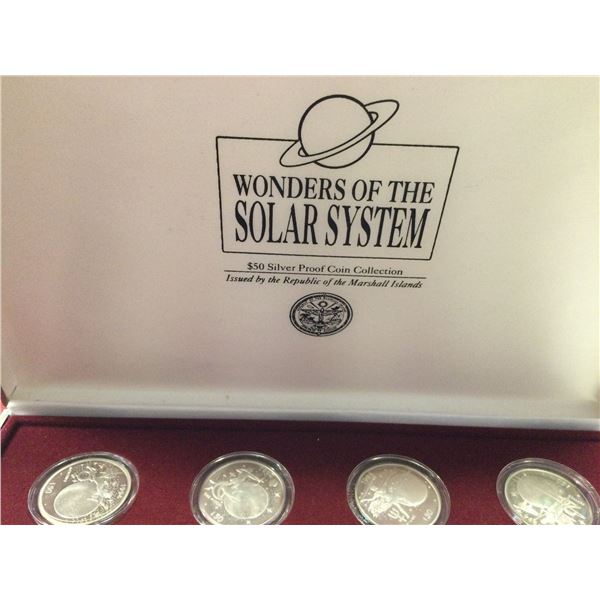 WONDERS OF THE
SOLAR SYSTEM
$50 Silver Proof Coin Collection
Issued by the Republic of the Marshall Islands